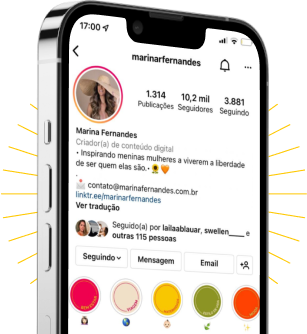 17:00
marinarfernandes
1.314 10,2 mil 3.881
Publicações Seguidores Seguindo
Marina Fernandes
Criador(a) de conteúdo digital
• Inspirando meninas mulheres a viverem a liberdade
de ser quem elas são.•
.
contato@marinafernandes.com.br
linktr.ee/marinarfernandes
Ver tradução
Seguido(a) por lailaablauar, swellen____ e
outras 115 pessoas
Seguindo Mensagem Email